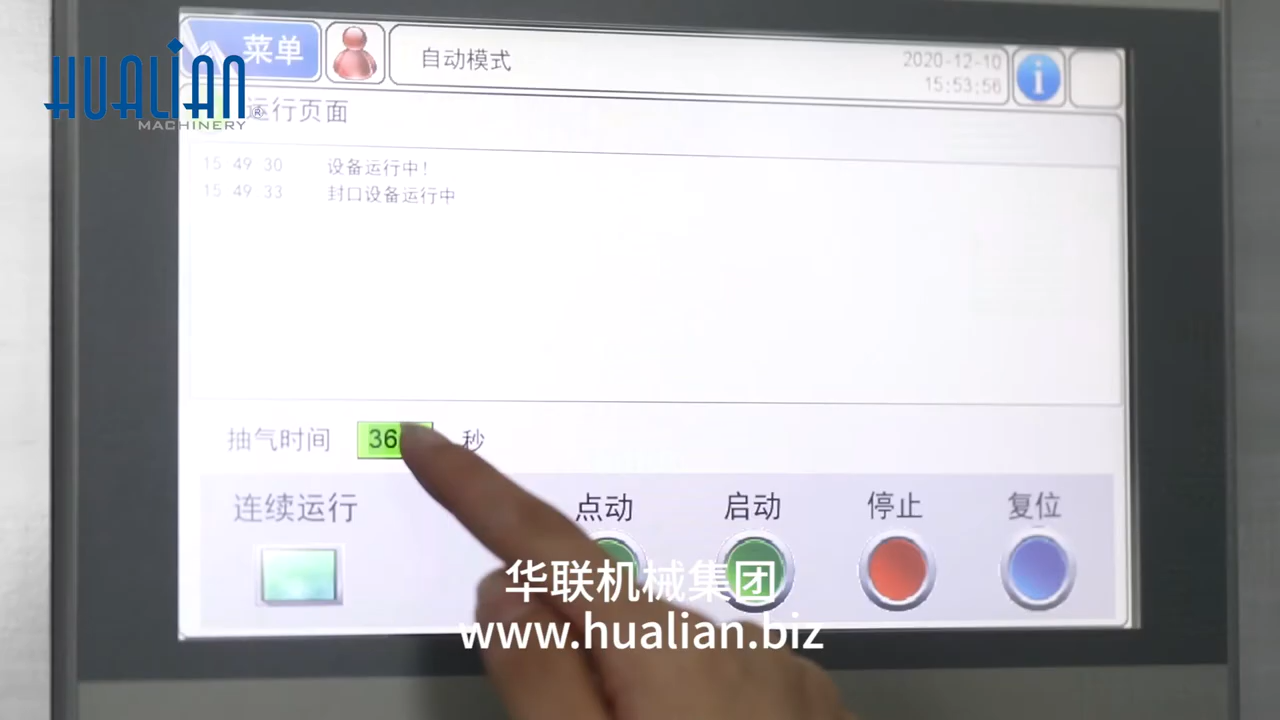 HUALIAN®
MACHINERY
菜单
自动模式
2020-12-10
15:53:56
运行页面
15 49 30 设备运行中!
15 49 33 封口设备运行中
抽气时间 36 秒
连续运行 点动 启动 停止 复位
华联机械集团
www.hualian.biz